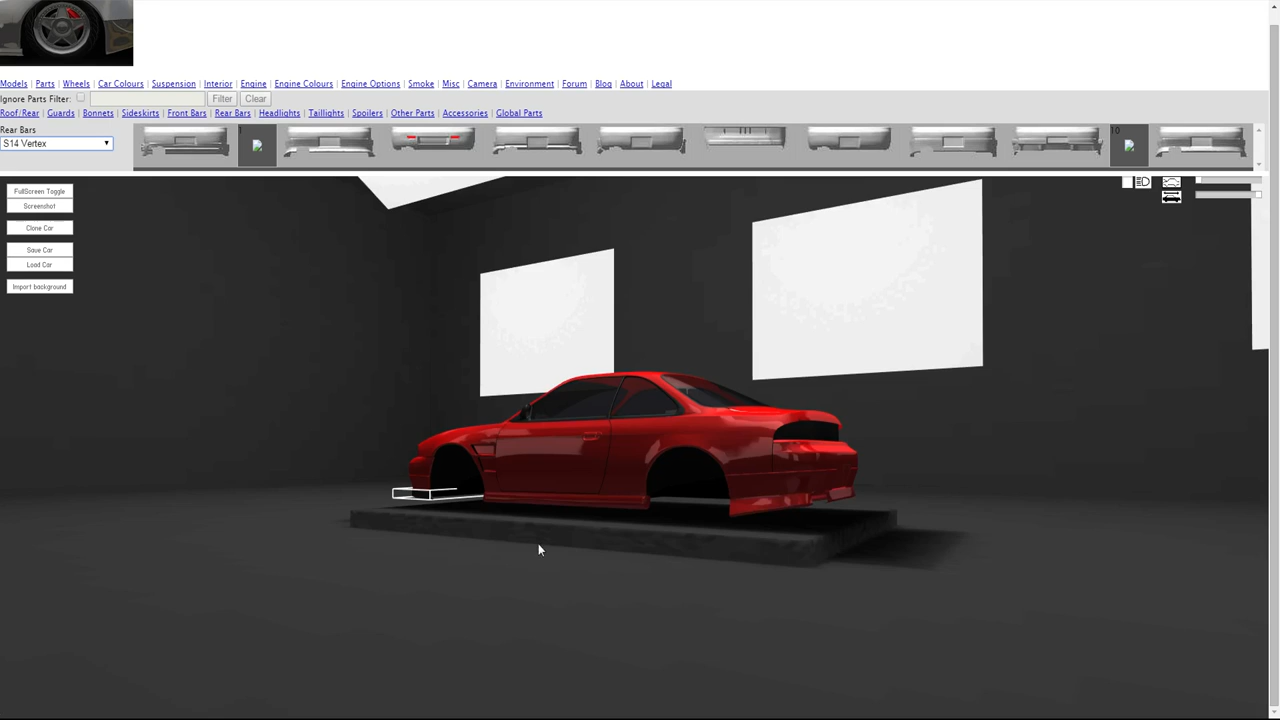 Models | Parts | Wheels | Car Colours | Suspension | Interior | Engine | Engine Colours | Engine Options | Smoke | Misc | Camera | Environment | Forum | Blog | About | Legal
Ignore Parts Filter: Filter Clear
Roof/Rear | Guards | Bonnets | Sideskirts | Front Bars | Rear Bars | Headlights | Taillights | Spoilers | Other Parts | Accessories | Global Parts
Rear Bars
S14 Vertex
1
10
FullScreen Toggle
Screenshot
Clone Car
Save Car
Load Car
Import background